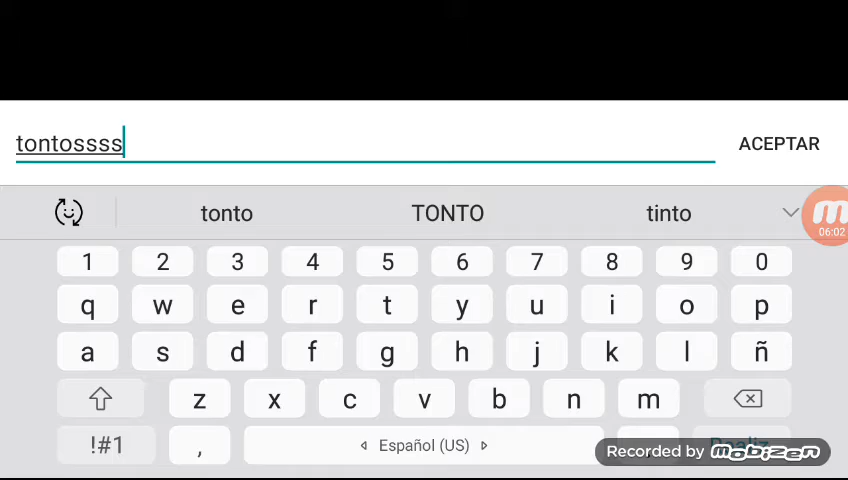 tontossss
ACEPTAR
tonto TONTO tinto
06:02
1 2 3 4 5 6 7 8 9 0
q w e r t y u i o p
a s d f g h j k l ñ
z x c v b n m
!#1 , Español (US)
Recorded by mobizen